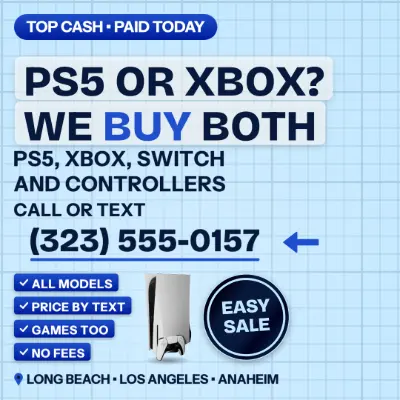 TOP CASH • PAID TODAY
PS5 OR XBOX?
WE BUY BOTH
PS5, XBOX, SWITCH
AND CONTROLLERS
CALL OR TEXT
(323) 555-0157
✓ ALL MODELS
✓ PRICE BY TEXT
✓ GAMES TOO
✓ NO FEES
EASY
SALE
LONG BEACH • LOS ANGELES • ANAHEIM